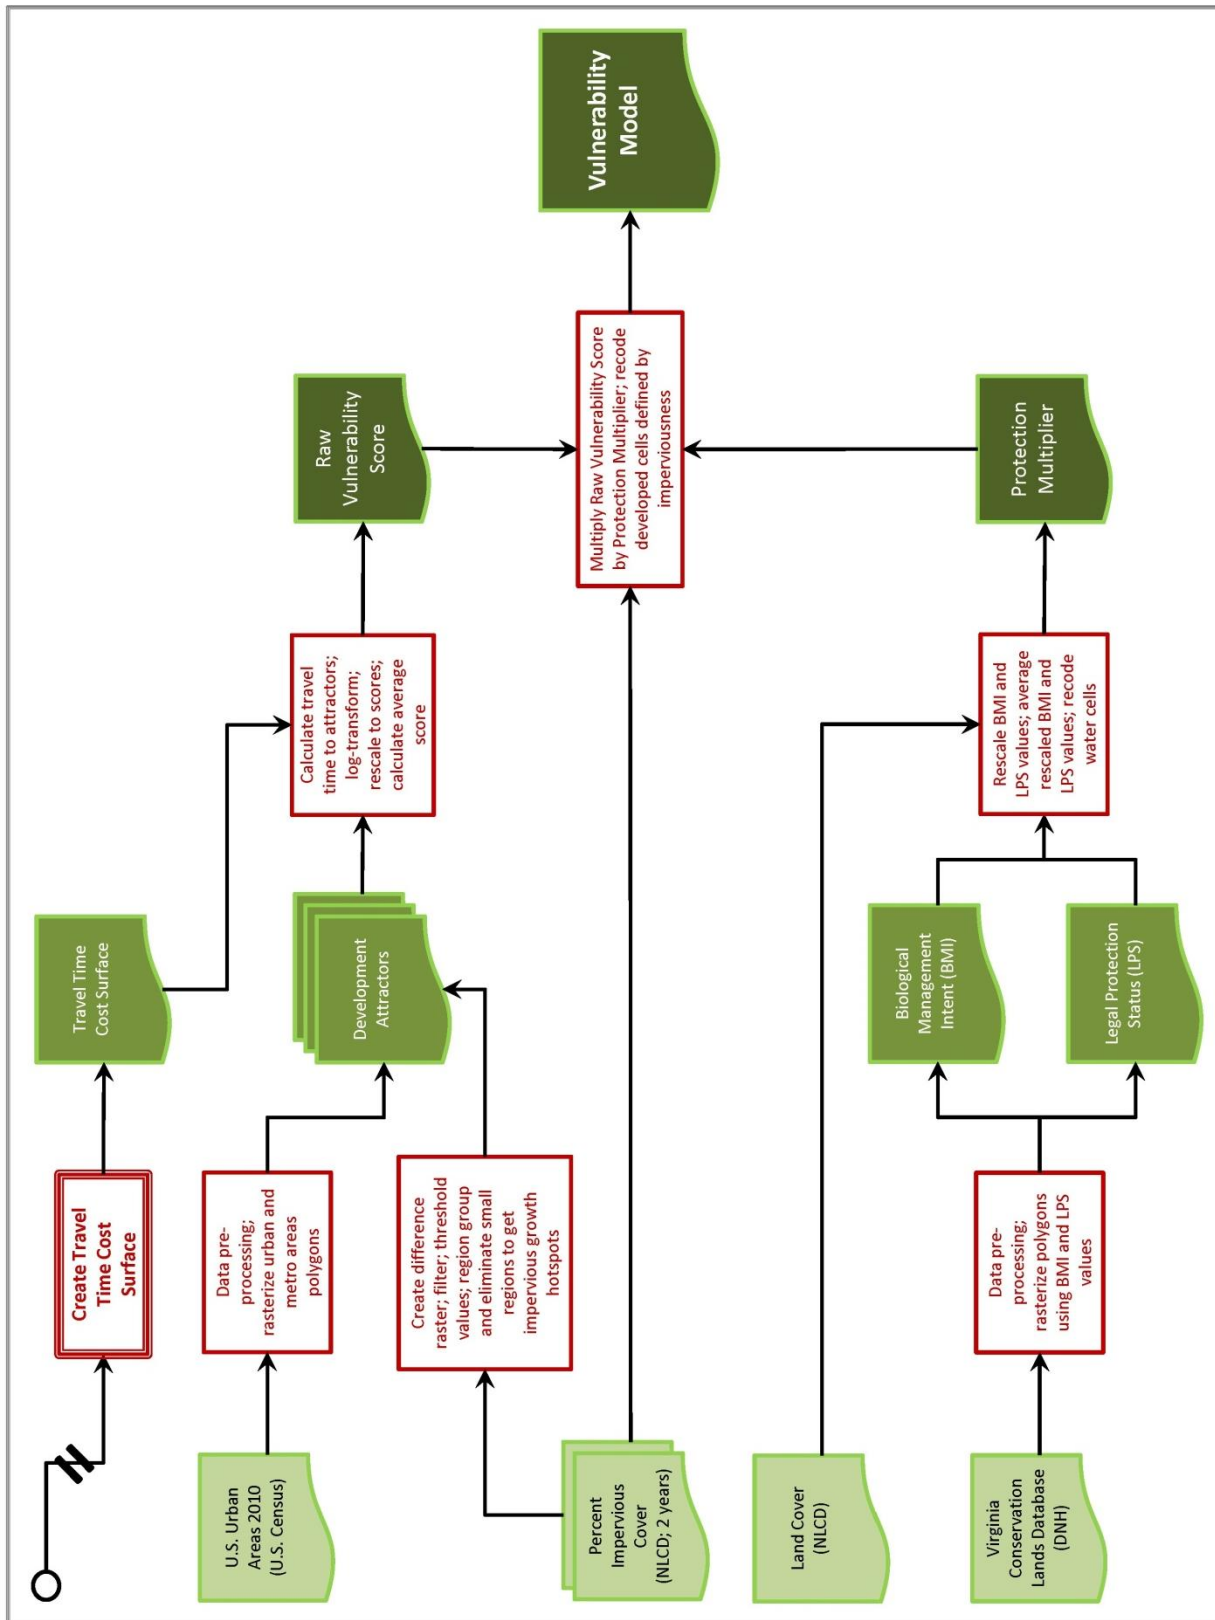 Create Travel
Time Cost
Surface
Travel Time
Cost Surface
U.S. Urban
Areas 2010
(U.S. Census)
Data pre-
processing;
rasterize urban and
metro areas
polygons
Development
Attractors
Calculate travel
time to attractors;
log-transform;
rescale to scores;
calculate average
score
Raw
Vulnerability
Score
Create difference
raster; filter; threshold
values; region group
and eliminate small
regions to get
impervious growth
hotspots
Percent
Impervious
Cover
(NLCD; 2 years)
Multiply Raw Vulnerability Score
by Protection Multiplier; recode
developed cells defined by
imperviousness
Vulnerability
Model
Land Cover
(NLCD)
Virginia
Conservation
Lands Database
(DNH)
Data pre-
processing;
rasterize polygons
using BMI and LPS
values
Biological
Management
Intent (BMI)
Legal Protection
Status (LPS)
Rescale BMI and
LPS values; average
rescaled BMI and
LPS values; recode
water cells
Protection
Multiplier